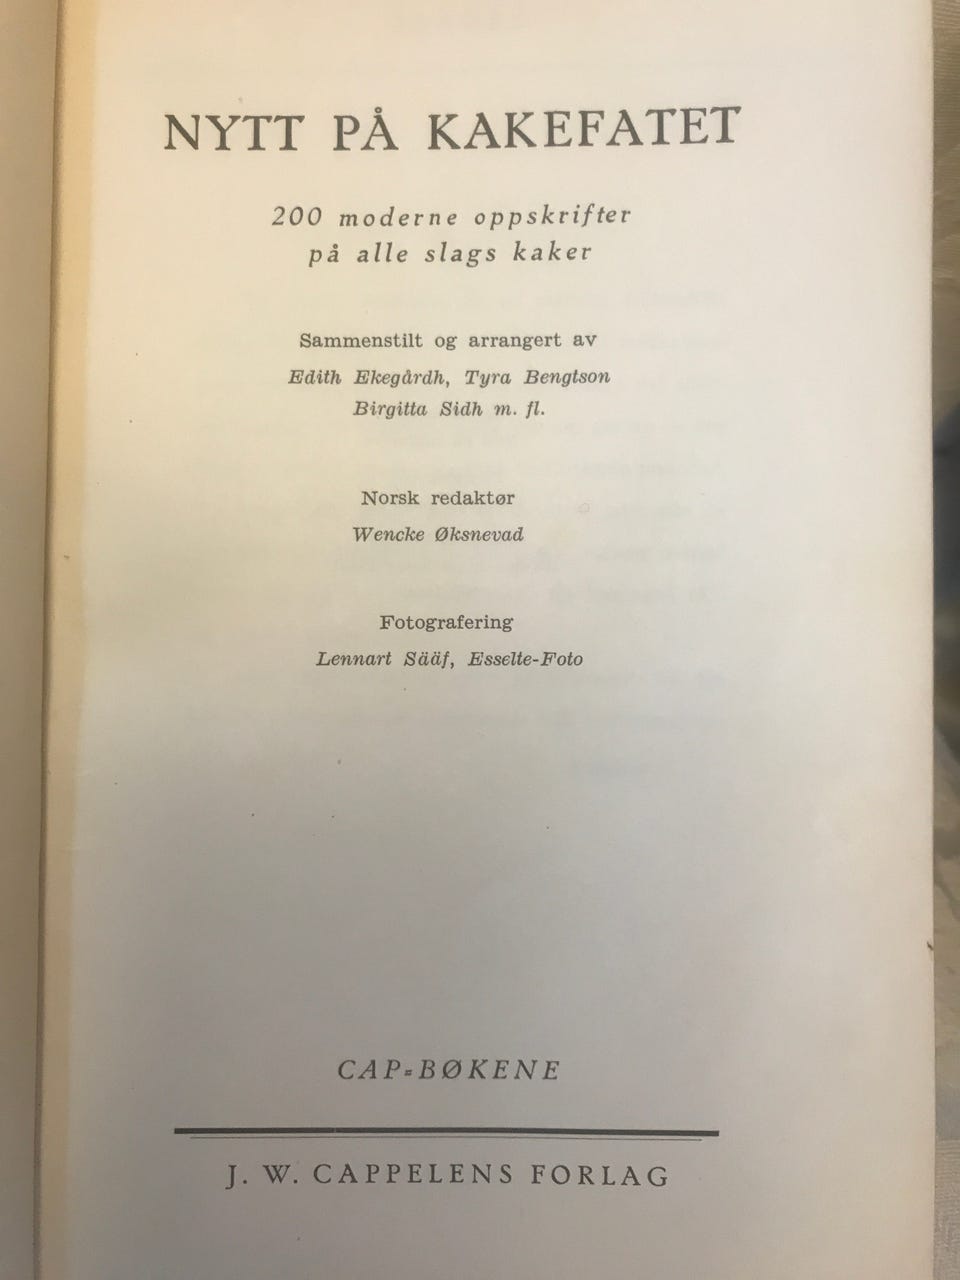 NYTT PÅ KAKEFATET
200 moderne oppskrifter
på alle slags kaker
Sammenstilt og arrangert av
Edith Ekegårdh, Tyra Bengtson
Birgitta Sidh m. fl.
Norsk redaktør
Wencke Øksnevad
Fotografering
Lennart Sääf, Esselte-Foto
CAP-BØKENE
J. W. CAPPELENS FORLAG